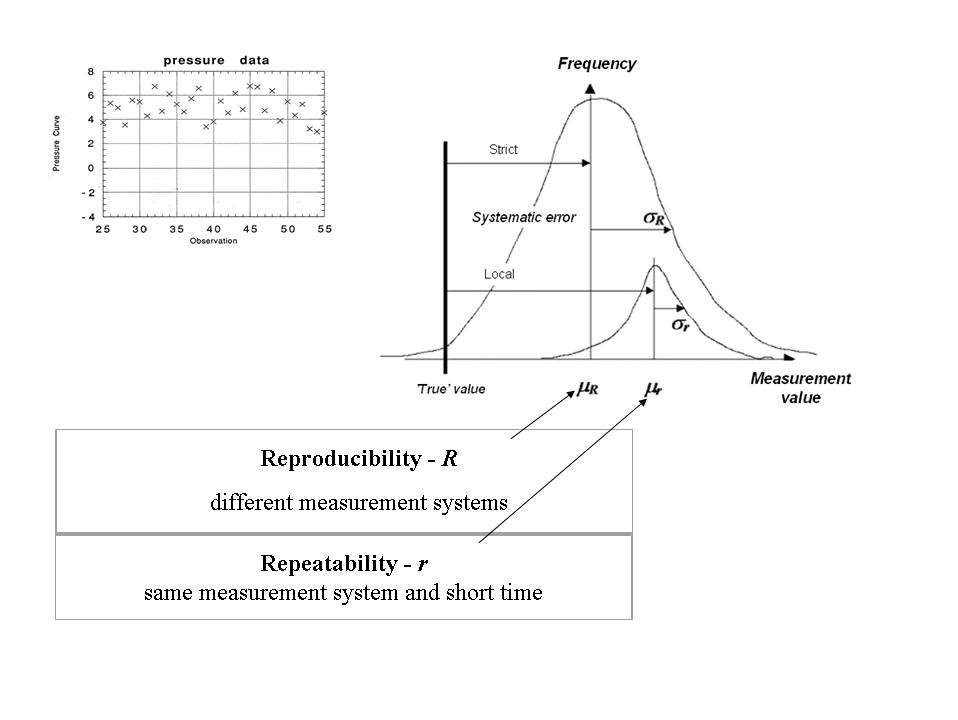 pressure data
8
6
4
2
0
- 2
- 4
Pressure Curve
25 30 35 40 45 50 55
Observation
Frequency
Strict
Systematic error
σR
Local
σr
'True' value
μR
μr
Measurement
value
Reproducibility - R
different measurement systems
Repeatability - r
same measurement system and short time